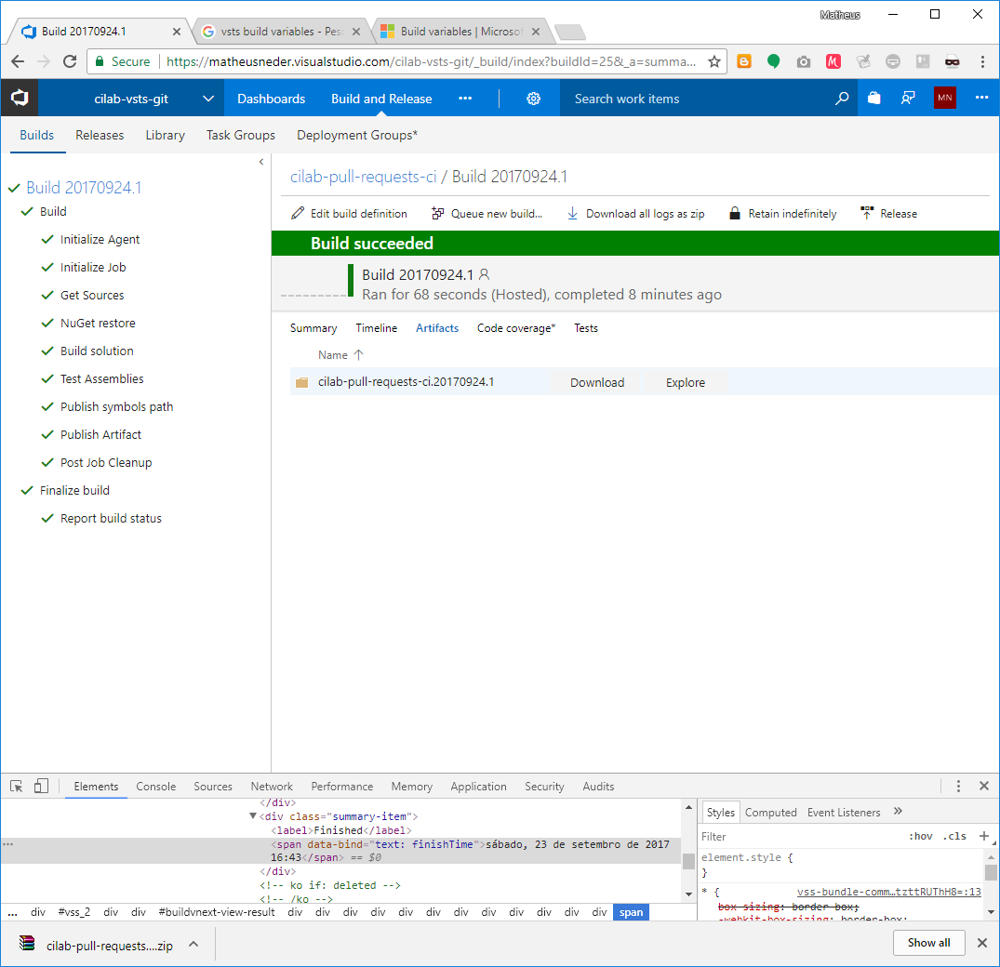 Matheus
Build 20170924.1
vsts build variables - Pes
Build variables | Microsof
Secure
https://matheusneder.visualstudio.com/cilab-vsts-git/_build/index?buildId=25&_a=summa...
cilab-vsts-git
Dashboards
Build and Release
Search work items
MN
Builds
Releases
Library
Task Groups
Deployment Groups*
Build 20170924.1
Build
Initialize Agent
Initialize Job
Get Sources
NuGet restore
Build solution
Test Assemblies
Publish symbols path
Publish Artifact
Post Job Cleanup
Finalize build
Report build status
cilab-pull-requests-ci / Build 20170924.1
Edit build definition
Queue new build...
Download all logs as zip
Retain indefinitely
Release
Build succeeded
Build 20170924.1
Ran for 68 seconds (Hosted), completed 8 minutes ago
Summary
Timeline
Artifacts
Code coverage*
Tests
Name
cilab-pull-requests-ci.20170924.1
Download
Explore
Elements
Console
Sources
Network
Performance
Memory
Application
Security
Audits
</div>
<div class="summary-item">
<label>Finished</label>
<span data-bind="text: finishTime">sábado, 23 de setembro de 2017
16:43</span> == $0
</div>
<!-- ko if: deleted -->
<!-- /ko -->
... div #vss_2 div div #buildvnext-view-result div div div div div div div div div div div div span
Styles
Computed
Event Listeners
»
Filter
:hov
.cls
+
element.style {
}
* {
vss-bundle-comm…tzttRUThH8=:13
box-sizing: border-box;
-webkit-box-sizing: border-box;
cilab-pull-requests....zip
Show all